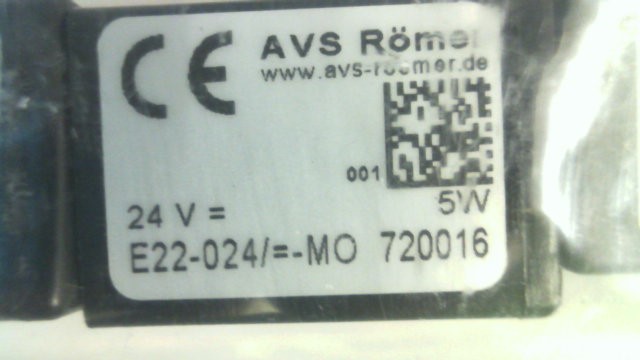 CE AVS Römer
www.avs-roemer.de
001
5W
24 V =
E22-024/=-MO 720016